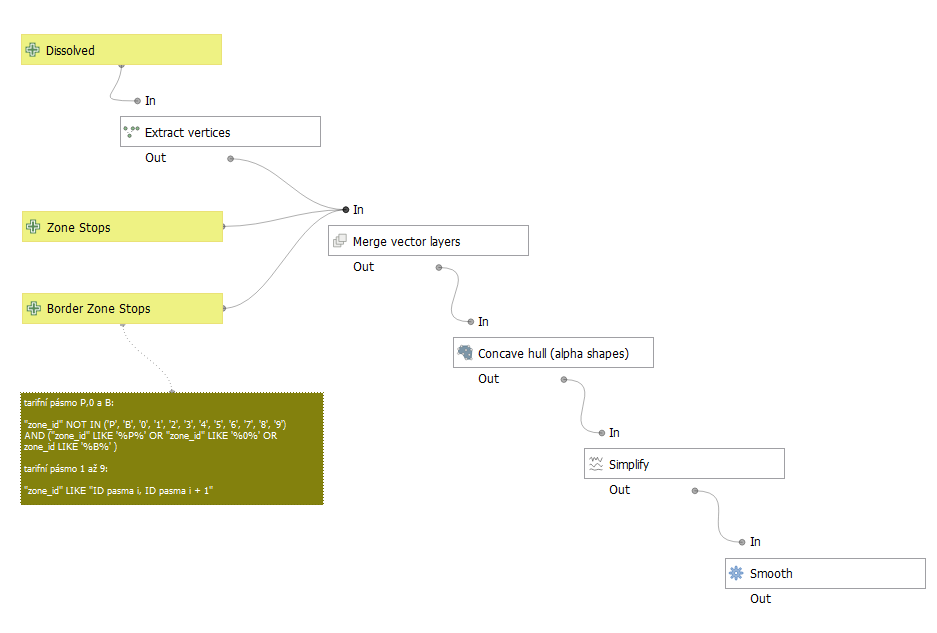 Dissolved
In
Extract vertices
Out
In
Zone Stops
Merge vector layers
Out
Border Zone Stops
In
Concave hull (alpha shapes)
Out
tarifní pásmo P,0 a B:
"zone_id" NOT IN ('P', 'B', '0', '1', '2', '3', '4', '5', '6', '7', '8', '9')
AND ("zone_id" LIKE '%P%' OR "zone_id" LIKE '%0%' OR
zone_id LIKE '%B%' )
tarifní pásmo 1 až 9:
"zone_id" LIKE "ID pasma i, ID pasma i + 1"
In
Simplify
Out
In
Smooth
Out